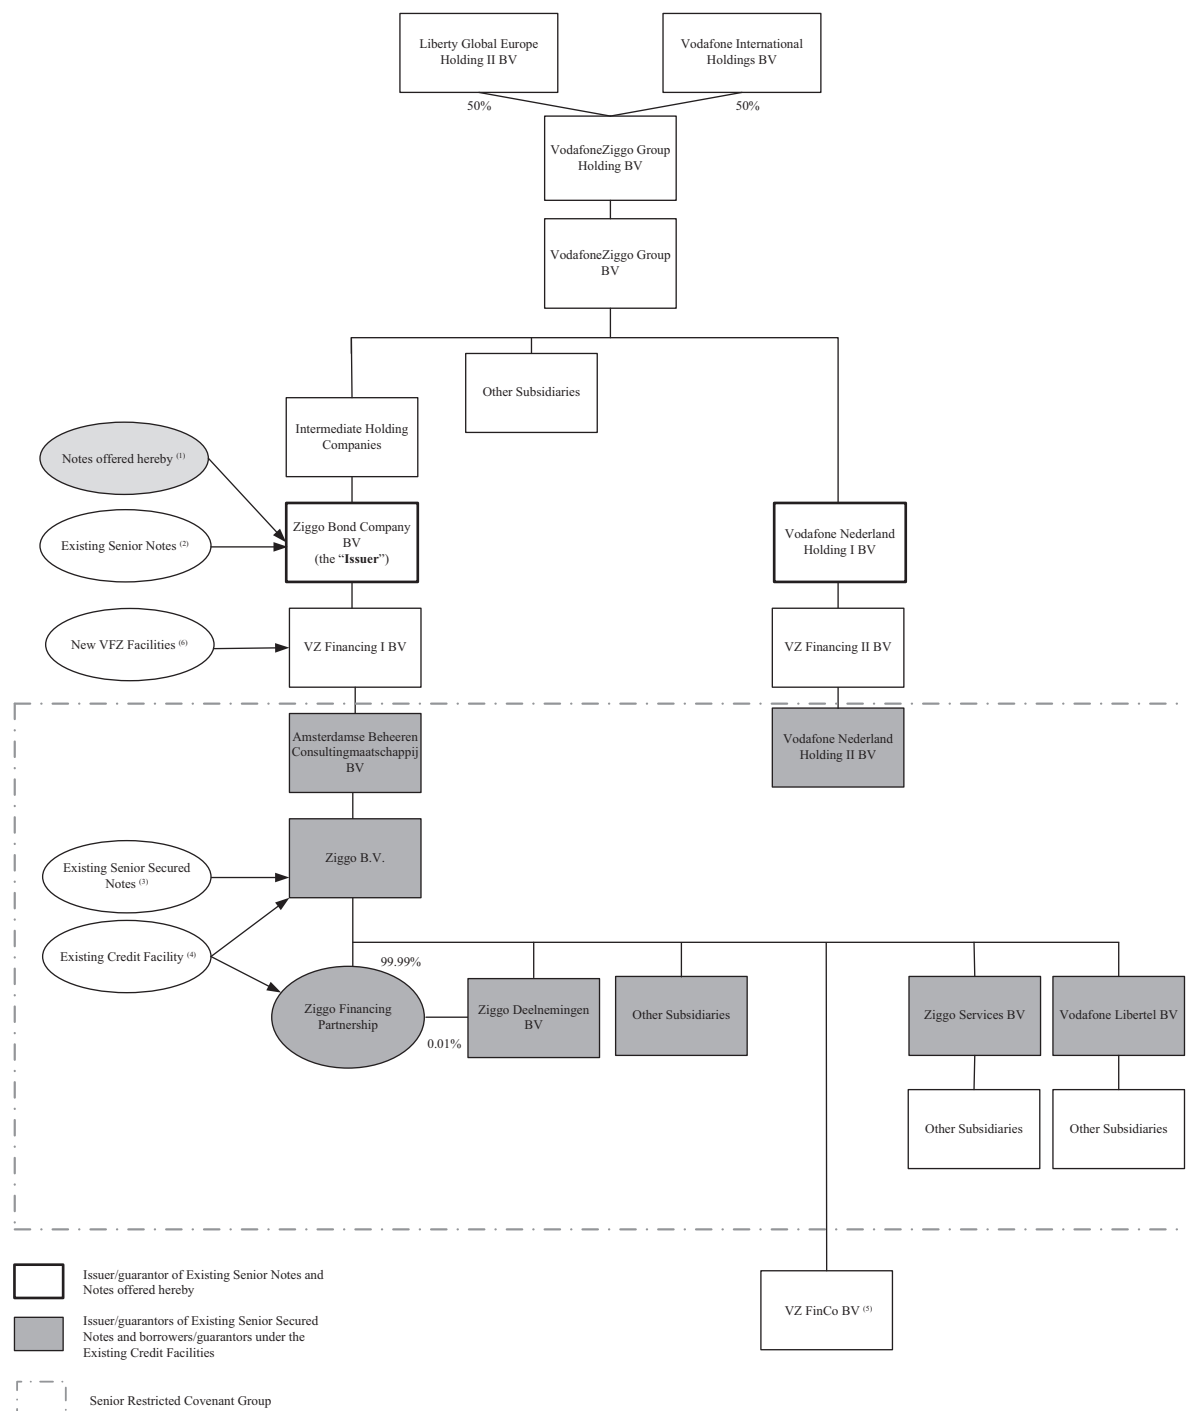 Liberty Global Europe
Holding II BV
Vodafone International
Holdings BV
50%
50%
VodafoneZiggo Group
Holding BV
VodafoneZiggo Group
BV
Other Subsidiaries
Intermediate Holding
Companies
Notes offered hereby (1)
Existing Senior Notes (2)
Ziggo Bond Company
BV
(the “Issuer”)
Vodafone Nederland
Holding I BV
New VFZ Facilities (6)
VZ Financing I BV
VZ Financing II BV
Amsterdamse Beheeren
Consultingmaatschappij
BV
Vodafone Nederland
Holding II BV
Ziggo B.V.
Existing Senior Secured
Notes (3)
Existing Credit Facility (4)
99.99%
Ziggo Financing
Partnership
0.01%
Ziggo Deelnemingen
BV
Other Subsidiaries
Ziggo Services BV
Vodafone Libertel BV
Other Subsidiaries
Other Subsidiaries
VZ FinCo BV (5)
Issuer/guarantor of Existing Senior Notes and
Notes offered hereby
Issuer/guarantors of Existing Senior Secured
Notes and borrowers/guarantors under the
Existing Credit Facilities
Senior Restricted Covenant Group